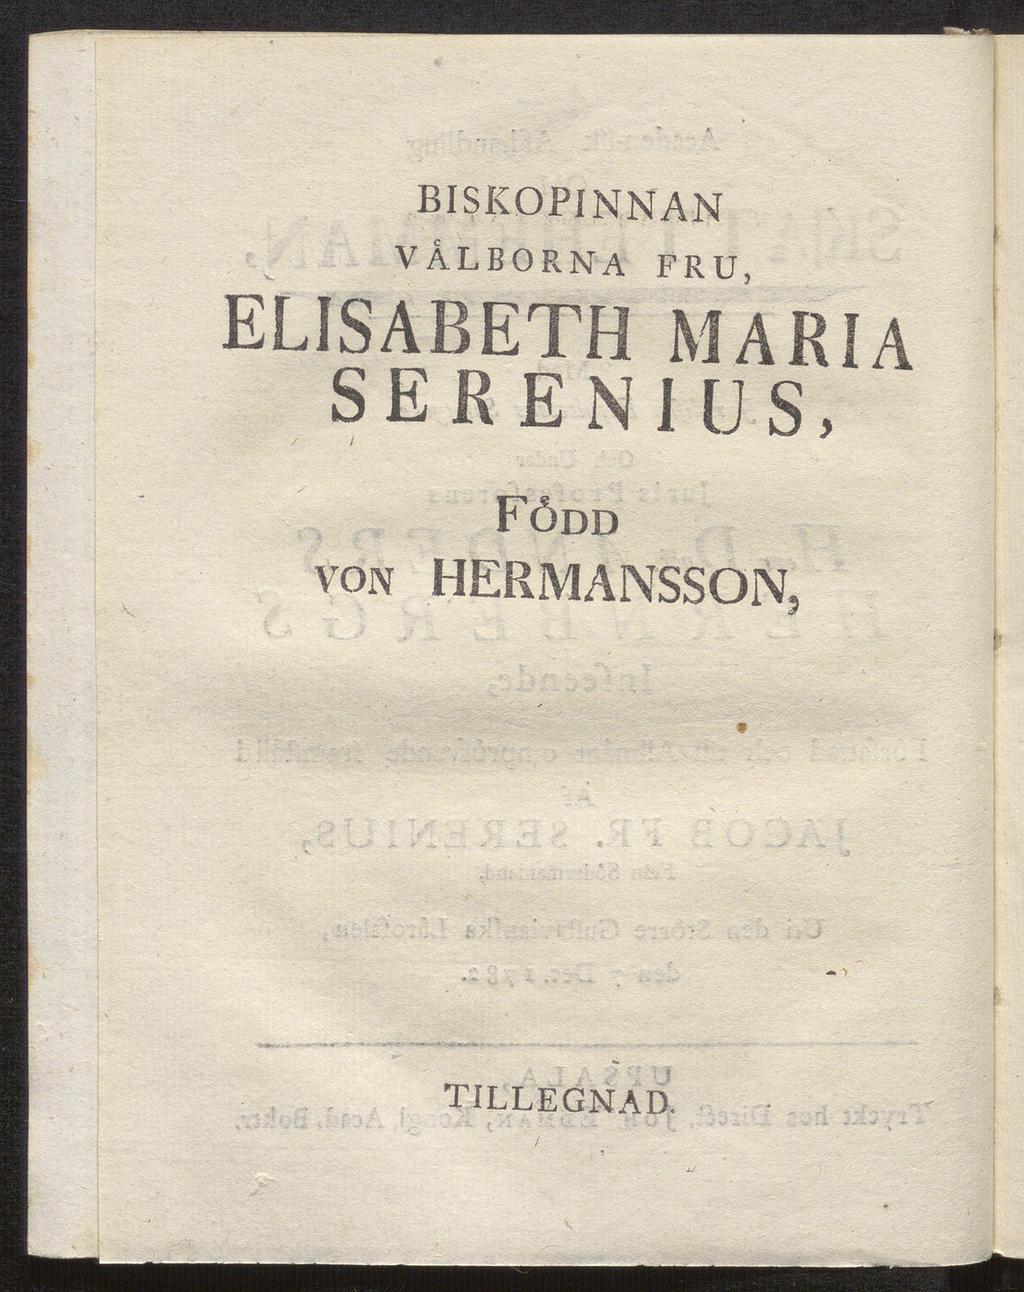 BISKOPINNAN
VÅLBORNA FRU,
ELISABETH MARIA
SERENIUS,
FÖDD
VON HERMANSSON,
TILLEGNAD.